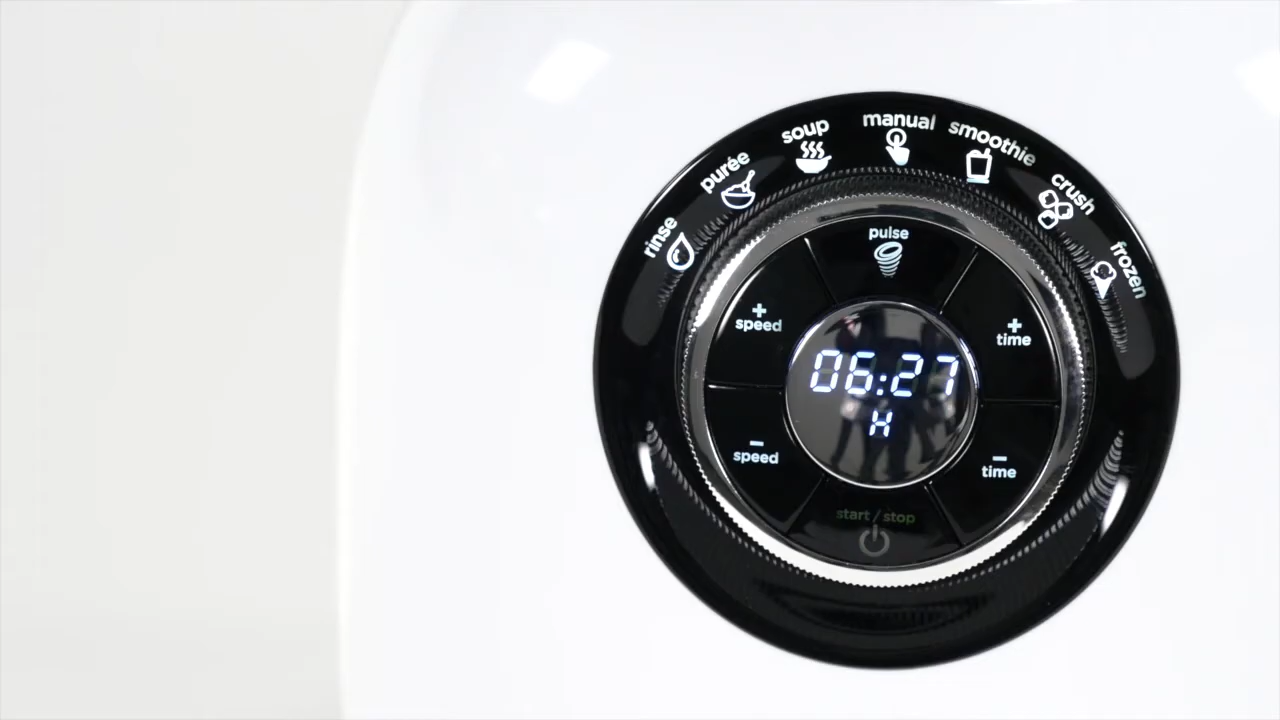 rinse
purée
soup
manual
smoothie
crush
frozen
pulse
+
speed
+
time
06:27
H
-
speed
-
time
start/stop